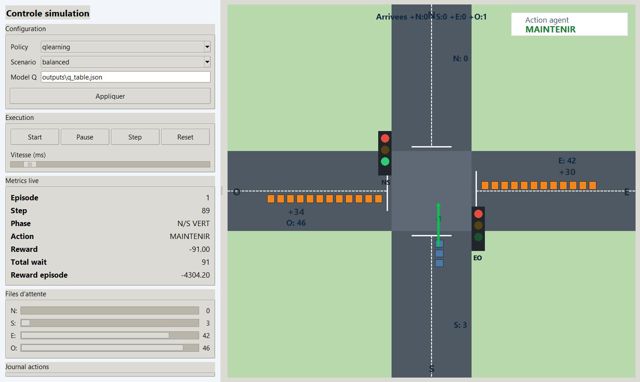 Controle simulation
Configuration
Policy qlearning
Scenario balanced
Model Q outputs\q_table.json
Appliquer
Execution
Start Pause Step Reset
Vitesse (ms)
Metrics live
Episode 1
Step 89
Phase N/S VERT
Action MAINTENIR
Reward -91.00
Total wait 91
Reward episode -4304.20
Files d'attente
N: 0
S: 3
E: 42
O: 46
Journal actions
Arrivees +N:0 +S:0 +E:0 +O:1
N
Action agent
MAINTENIR
N: 0
E: 42
+30
NS
O
E
+34
O: 46
EO
S: 3
S